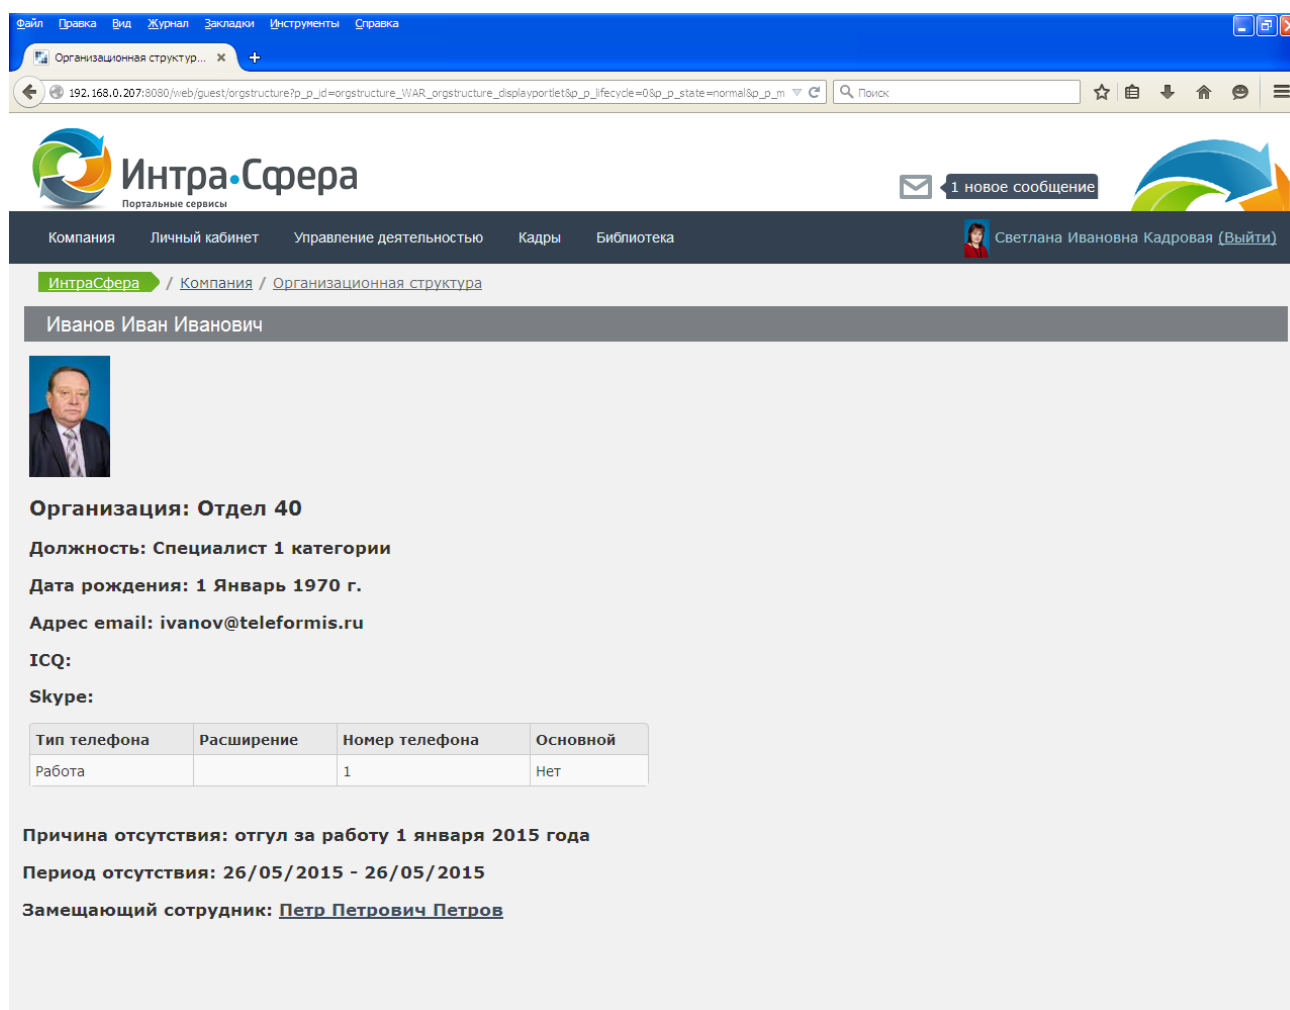 Файл Правка Вид Журнал Закладки Инструменты Справка
Организационная структур... × +
192.168.0.207:8080/web/guest/orgstructure?p_p_id=orgstructure_WAR_orgstructure_displayportlet&p_p_lifecycle=0&p_p_state=normal&p_p_m Поиск
Интра•Сфера
Портальные сервисы
1 новое сообщение
Компания Личный кабинет Управление деятельностью Кадры Библиотека Светлана Ивановна Кадровая (Выйти)
ИнтраСфера / Компания / Организационная структура
Иванов Иван Иванович
Организация: Отдел 40
Должность: Специалист 1 категории
Дата рождения: 1 Январь 1970 г.
Адрес email: ivanov@teleformis.ru
ICQ:
Skype:
Тип телефона Расширение Номер телефона Основной
Работа 1 Нет
Причина отсутствия: отгул за работу 1 января 2015 года
Период отсутствия: 26/05/2015 - 26/05/2015
Замещающий сотрудник: Петр Петрович Петров